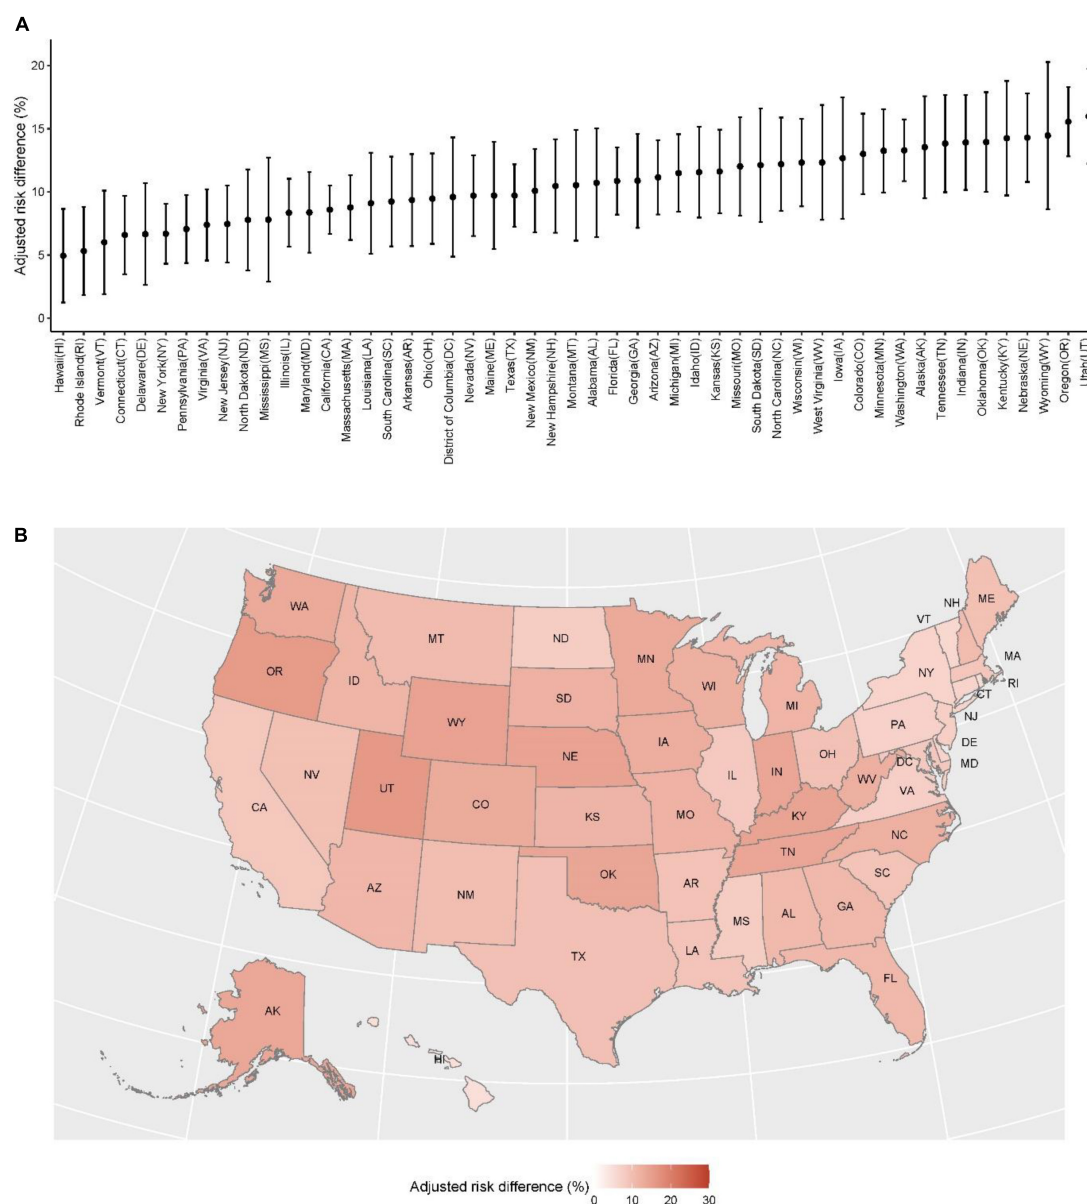 A
Adjusted risk difference (%)
20
15
10
5
0
Hawaii(HI)
Rhode Island(RI)
Vermont(VT)
Connecticut(CT)
Delaware(DE)
New York(NY)
Pennsylvania(PA)
Virginia(VA)
New Jersey(NJ)
North Dakota(ND)
Mississippi(MS)
Illinois(IL)
Maryland(MD)
California(CA)
Massachusetts(MA)
Louisiana(LA)
South Carolina(SC)
Arkansas(AR)
Ohio(OH)
District of Columbia(DC)
Nevada(NV)
Maine(ME)
Texas(TX)
New Mexico(NM)
New Hampshire(NH)
Montana(MT)
Alabama(AL)
Florida(FL)
Georgia(GA)
Arizona(AZ)
Michigan(MI)
Idaho(ID)
Kansas(KS)
Missouri(MO)
South Dakota(SD)
North Carolina(NC)
Wisconsin(WI)
West Virginia(WV)
Iowa(IA)
Colorado(CO)
Minnesota(MN)
Washington(WA)
Alaska(AK)
Tennessee(TN)
Indiana(IN)
Oklahoma(OK)
Kentucky(KY)
Nebraska(NE)
Wyoming(WY)
Oregon(OR)
Utah(UT)
B
WA
MT
ND
MN
NH
ME
VT
MA
OR
ID
SD
WI
MI
NY
RI
CT
WY
NE
IA
PA
NJ
DE
MD
NV
UT
CO
IL
IN
OH
DC
WV
VA
CA
KS
MO
KY
NC
AZ
NM
OK
AR
TN
SC
MS
AL
GA
TX
LA
FL
AK
HI
Adjusted risk difference (%)
0 10 20 30